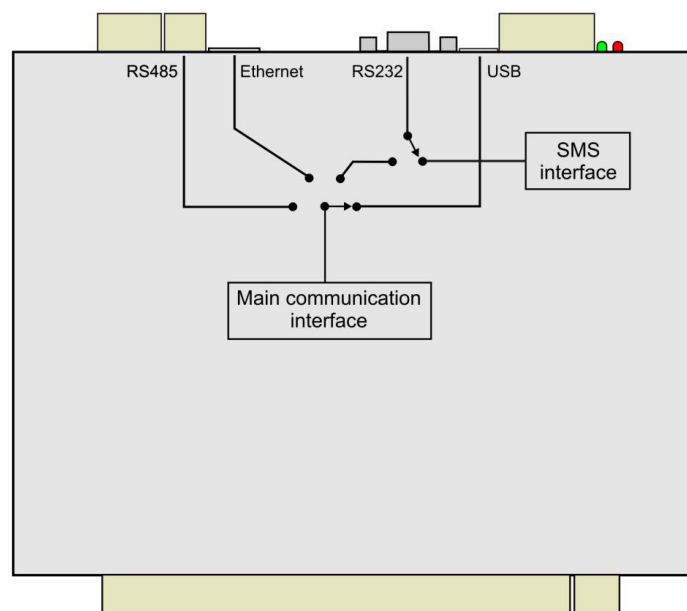 RS485
Ethernet
RS232
USB
SMS
interface
Main communication
interface